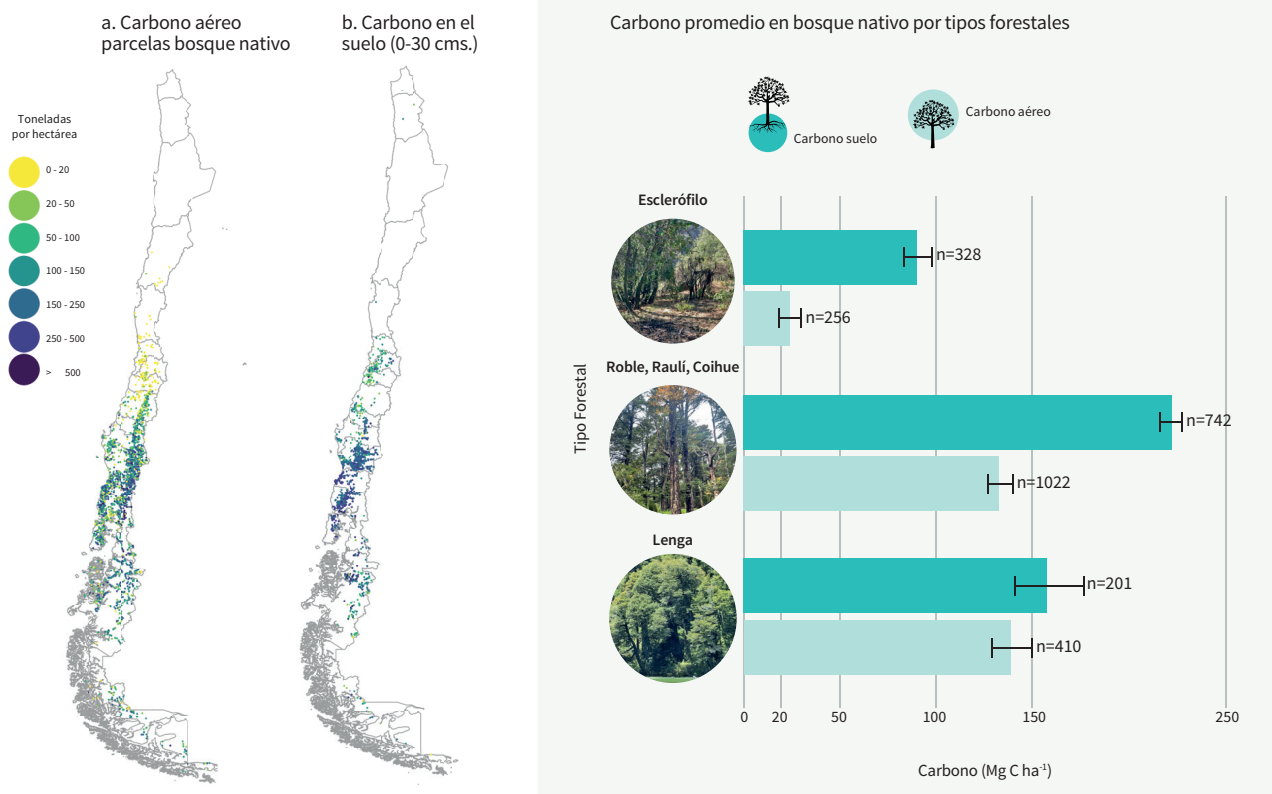 a. Carbono aéreo
parcelas bosque nativo
b. Carbono en el
suelo (0-30 cms.)
Toneladas
por hectárea
0 - 20
20 - 50
50 - 100
100 - 150
150 - 250
250 - 500
> 500
Carbono promedio en bosque nativo por tipos forestales
Carbono suelo
Carbono aéreo
Tipo Forestal
Esclerófilo
n=328
n=256
Roble, Raulí, Coihue
n=742
n=1022
Lenga
n=201
n=410
0 20 50 100 150 250
Carbono (Mg C ha⁻¹)